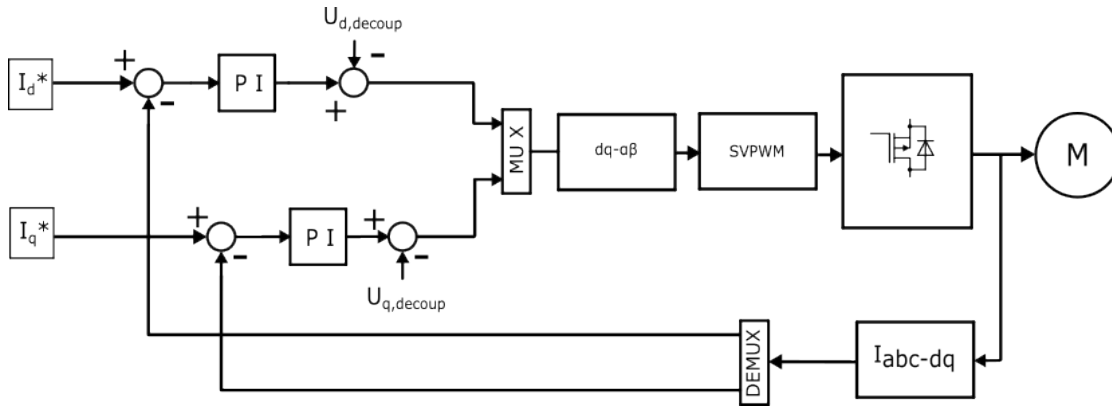 U_d,decoup
+
-
I_d*
-
P I
+
MU X
dq-αβ
SVPWM
M
+
I_q*
-
P I
+
-
U_q,decoup
DEMUX
I_abc-dq